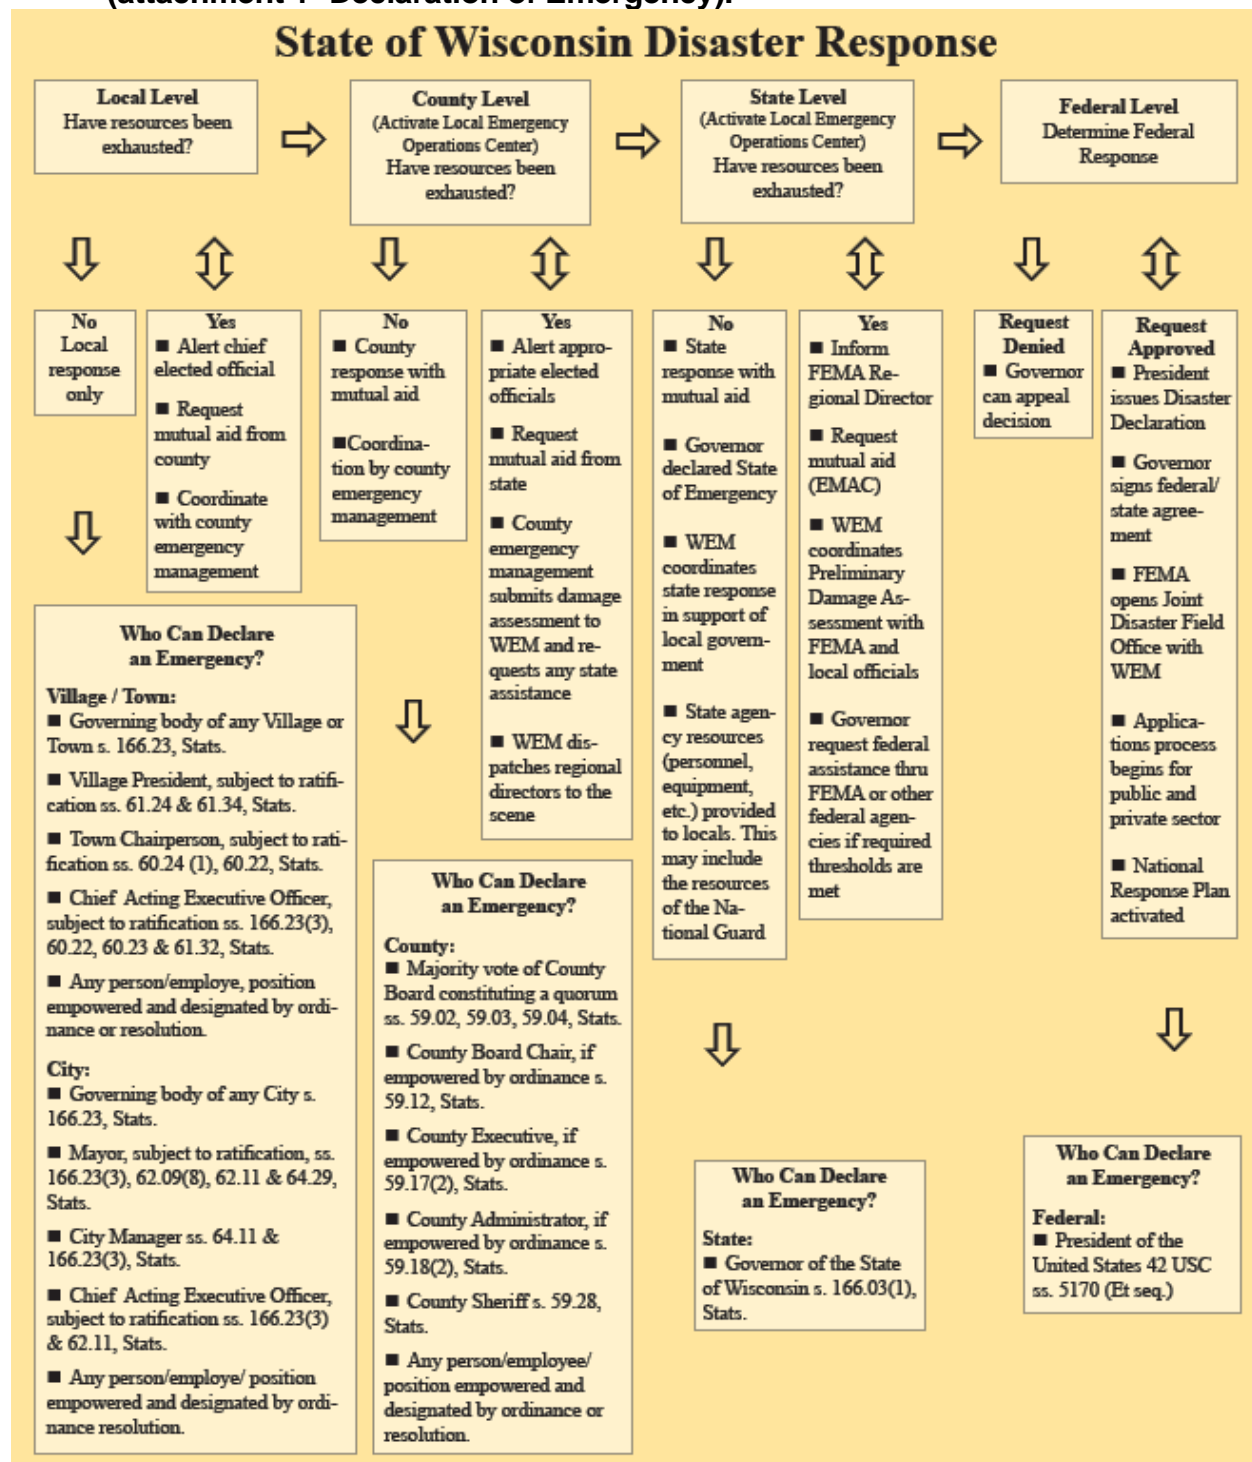 (attachment 1- Declaration of Emergency).
State of Wisconsin Disaster Response
Local Level
Have resources been
exhausted?
County Level
(Activate Local Emergency
Operations Center)
Have resources been
exhausted?
State Level
(Activate Local Emergency
Operations Center)
Have resources been
exhausted?
Federal Level
Determine Federal
Response
No
Local
response
only
Yes
■ Alert chief
elected official
■ Request
mutual aid from
county
■ Coordinate
with county
emergency
management
No
■ County
response with
mutual aid
■Coordina-
tion by county
emergency
management
Yes
■ Alert appro-
priate elected
officials
■ Request
mutual aid from
state
■ County
emergency
management
submits damage
assessment to
WEM and re-
quests any state
assistance
■ WEM dis-
patches regional
directors to the
scene
No
■ State
response with
mutual aid
■ Governor
declared State
of Emergency
■ WEM
coordinates
state response
in support of
local govern-
ment
■ State agen-
cy resources
(personnel,
equipment,
etc.) provided
to locals. This
may include
the resources
of the Na-
tional Guard
Yes
■ Inform
FEMA Re-
gional Director
■ Request
mutual aid
(EMAC)
■ WEM
coordinates
Preliminary
Damage As-
sessment with
FEMA and
local officials
■ Governor
request federal
assistance thru
FEMA or other
federal agen-
cies if required
thresholds are
met
Request
Denied
■ Governor
can appeal
decision
Request
Approved
■ President
issues Disaster
Declaration
■ Governor
signs federal/
state agree-
ment
■ FEMA
opens Joint
Disaster Field
Office with
WEM
■ Applica-
tions process
begins for
public and
private sector
■ National
Response Plan
activated
Who Can Declare
an Emergency?
Village / Town:
■ Governing body of any Village or
Town s. 166.23, Stats.
■ Village President, subject to ratifi-
cation ss. 61.24 & 61.34, Stats.
■ Town Chairperson, subject to rati-
fication ss. 60.24 (1), 60.22, Stats.
■ Chief Acting Executive Officer,
subject to ratification ss. 166.23(3),
60.22, 60.23 & 61.32, Stats.
■ Any person/employe, position
empowered and designated by ordi-
nance or resolution.
City:
■ Governing body of any City s.
166.23, Stats.
■ Mayor, subject to ratification, ss.
166.23(3), 62.09(8), 62.11 & 64.29,
Stats.
■ City Manager ss. 64.11 &
166.23(3), Stats.
■ Chief Acting Executive Officer,
subject to ratification ss. 166.23(3)
& 62.11, Stats.
■ Any person/employe/ position
empowered and designated by ordi-
nance resolution.
Who Can Declare
an Emergency?
County:
■ Majority vote of County
Board constituting a quorum
ss. 59.02, 59.03, 59.04, Stats.
■ County Board Chair, if
empowered by ordinance s.
59.12, Stats.
■ County Executive, if
empowered by ordinance s.
59.17(2), Stats.
■ County Administrator, if
empowered by ordinance s.
59.18(2), Stats.
■ County Sheriff s. 59.28,
Stats.
■ Any person/employee/
position empowered and
designated by ordinance or
resolution.
Who Can Declare
an Emergency?
State:
■ Governor of the State
of Wisconsin s. 166.03(1),
Stats.
Who Can Declare
an Emergency?
Federal:
■ President of the
United States 42 USC
ss. 5170 (Et seq.)